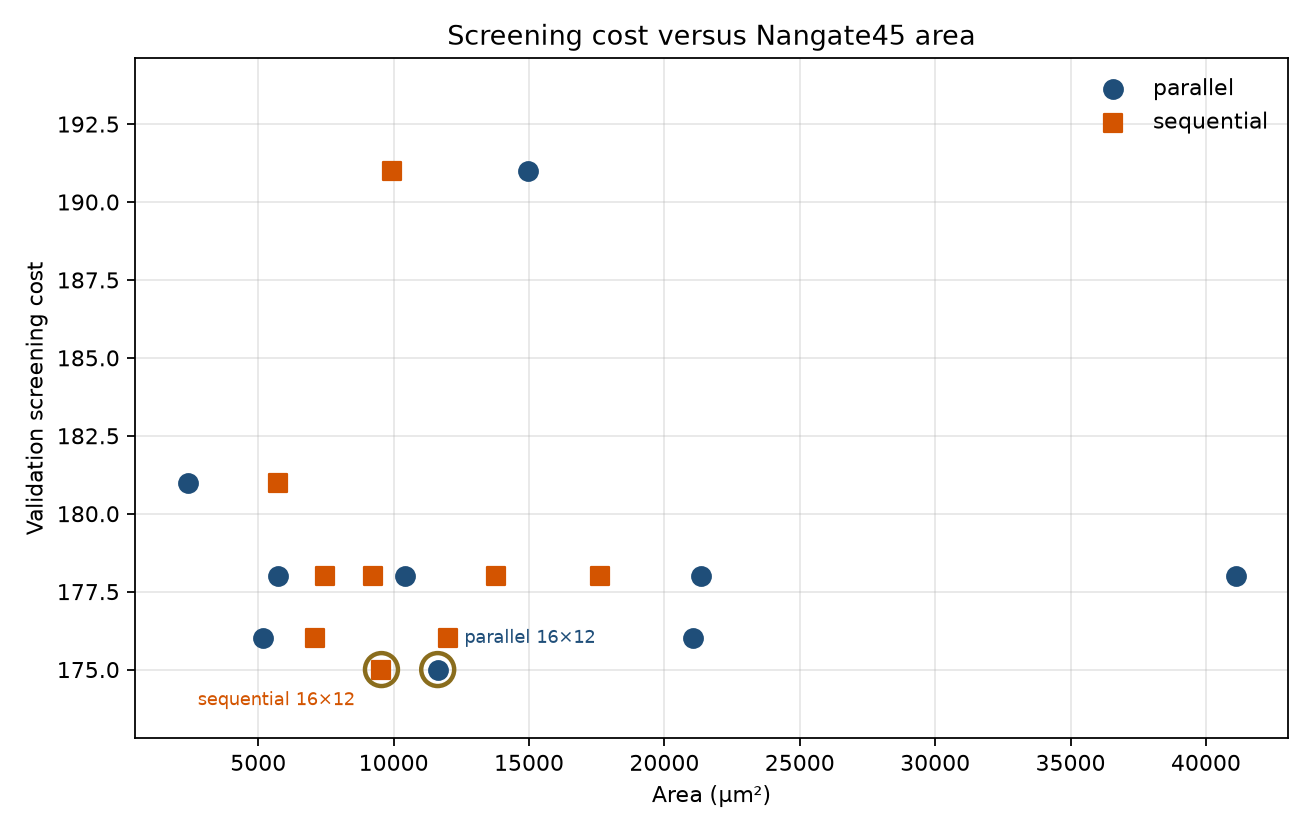 Screening cost versus Nangate45 area
parallel
sequential
Validation screening cost
192.5
190.0
187.5
185.0
182.5
180.0
177.5
175.0
parallel 16×12
sequential 16×12
5000 10000 15000 20000 25000 30000 35000 40000
Area (µm²)